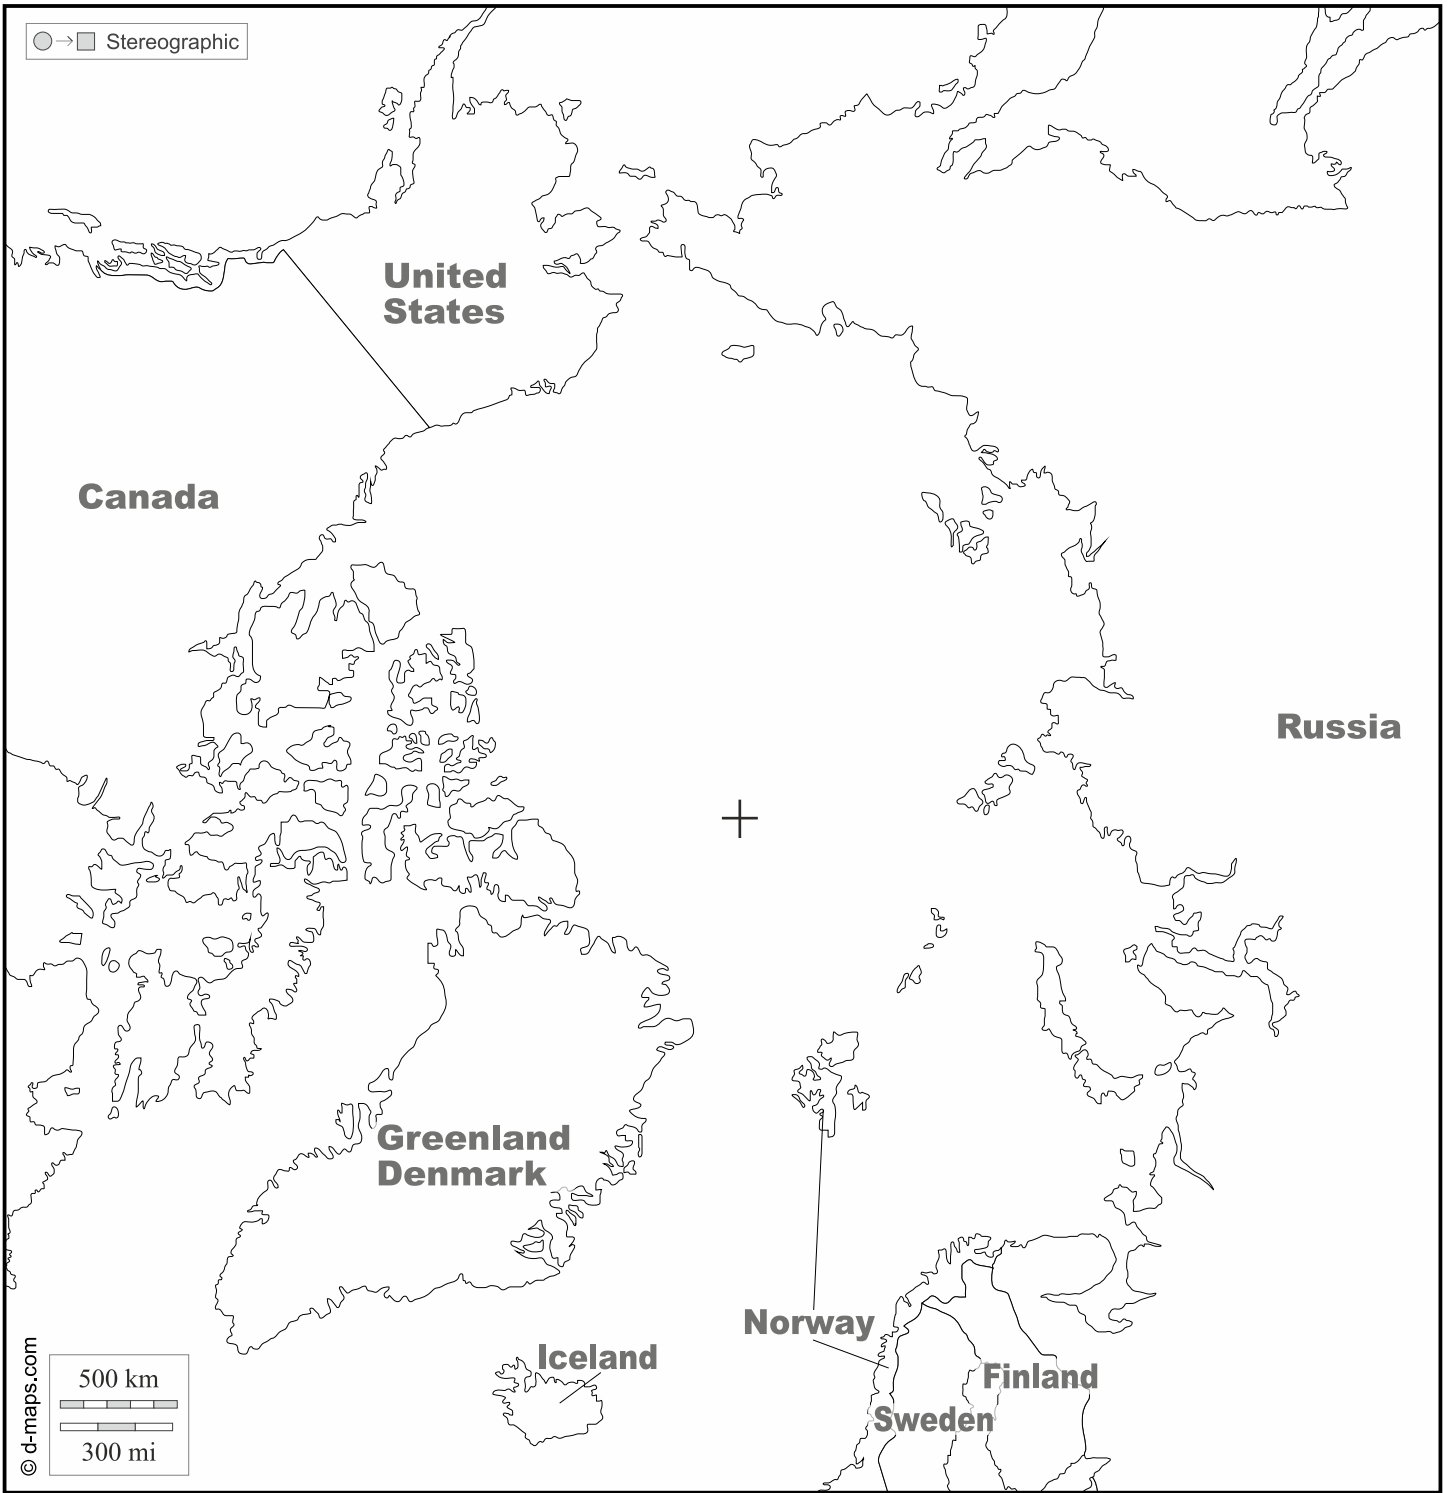 Stereographic
United
States
Canada
Russia
Greenland
Denmark
Norway
Iceland
Finland
Sweden
500 km
300 mi
© d-maps.com